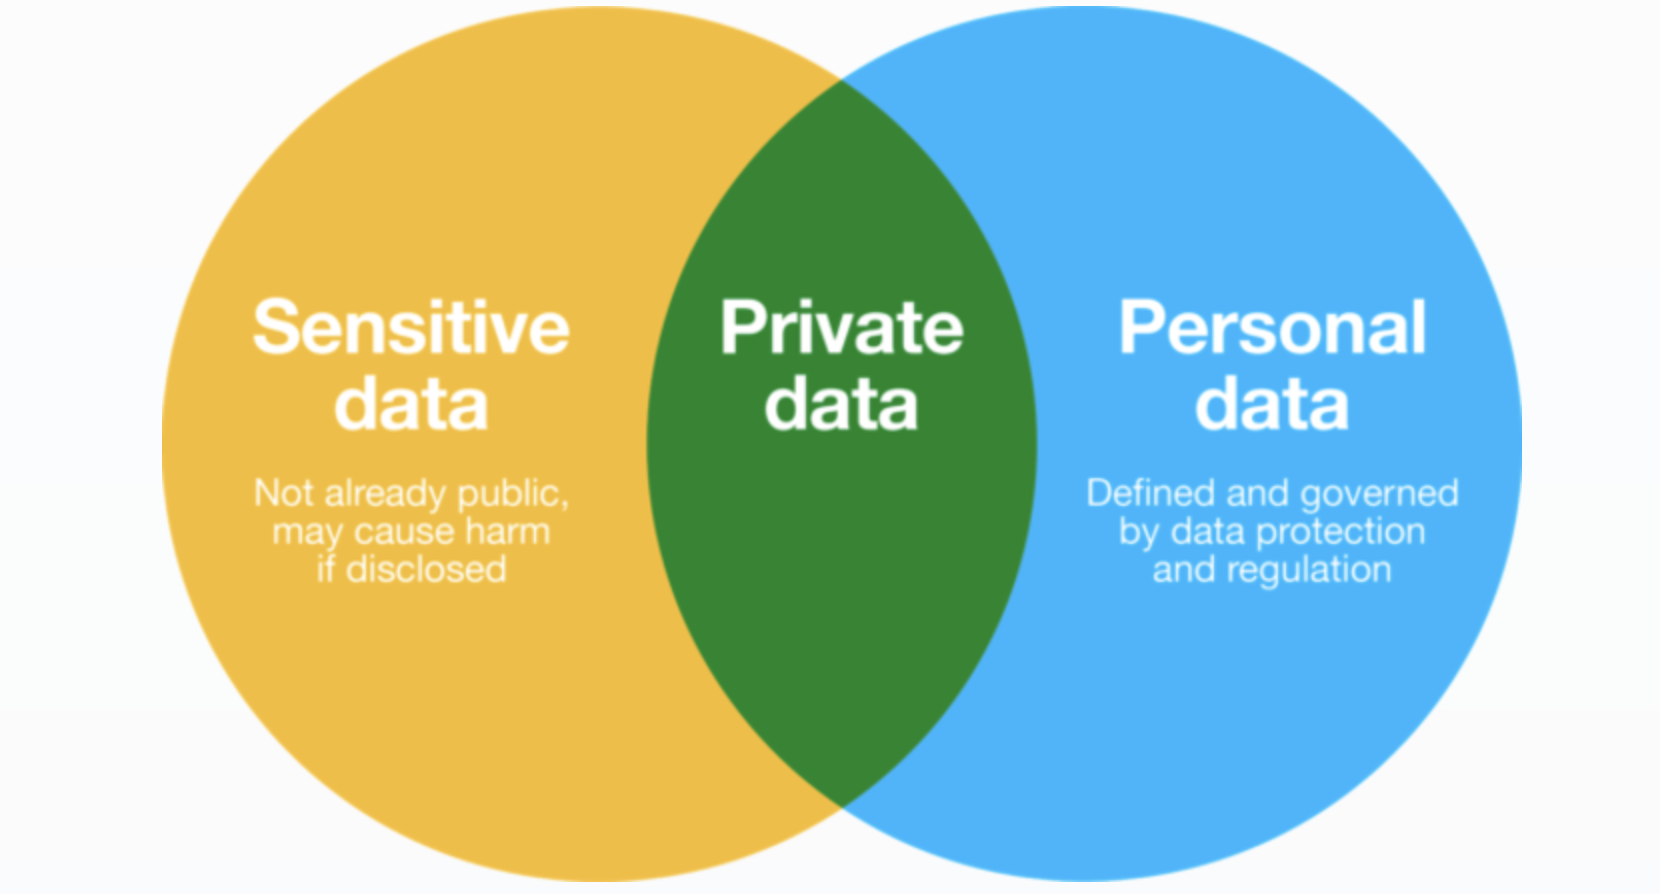 Sensitive
data
Not already public,
may cause harm
if disclosed
Private
data
Personal
data
Defined and governed
by data protection
and regulation